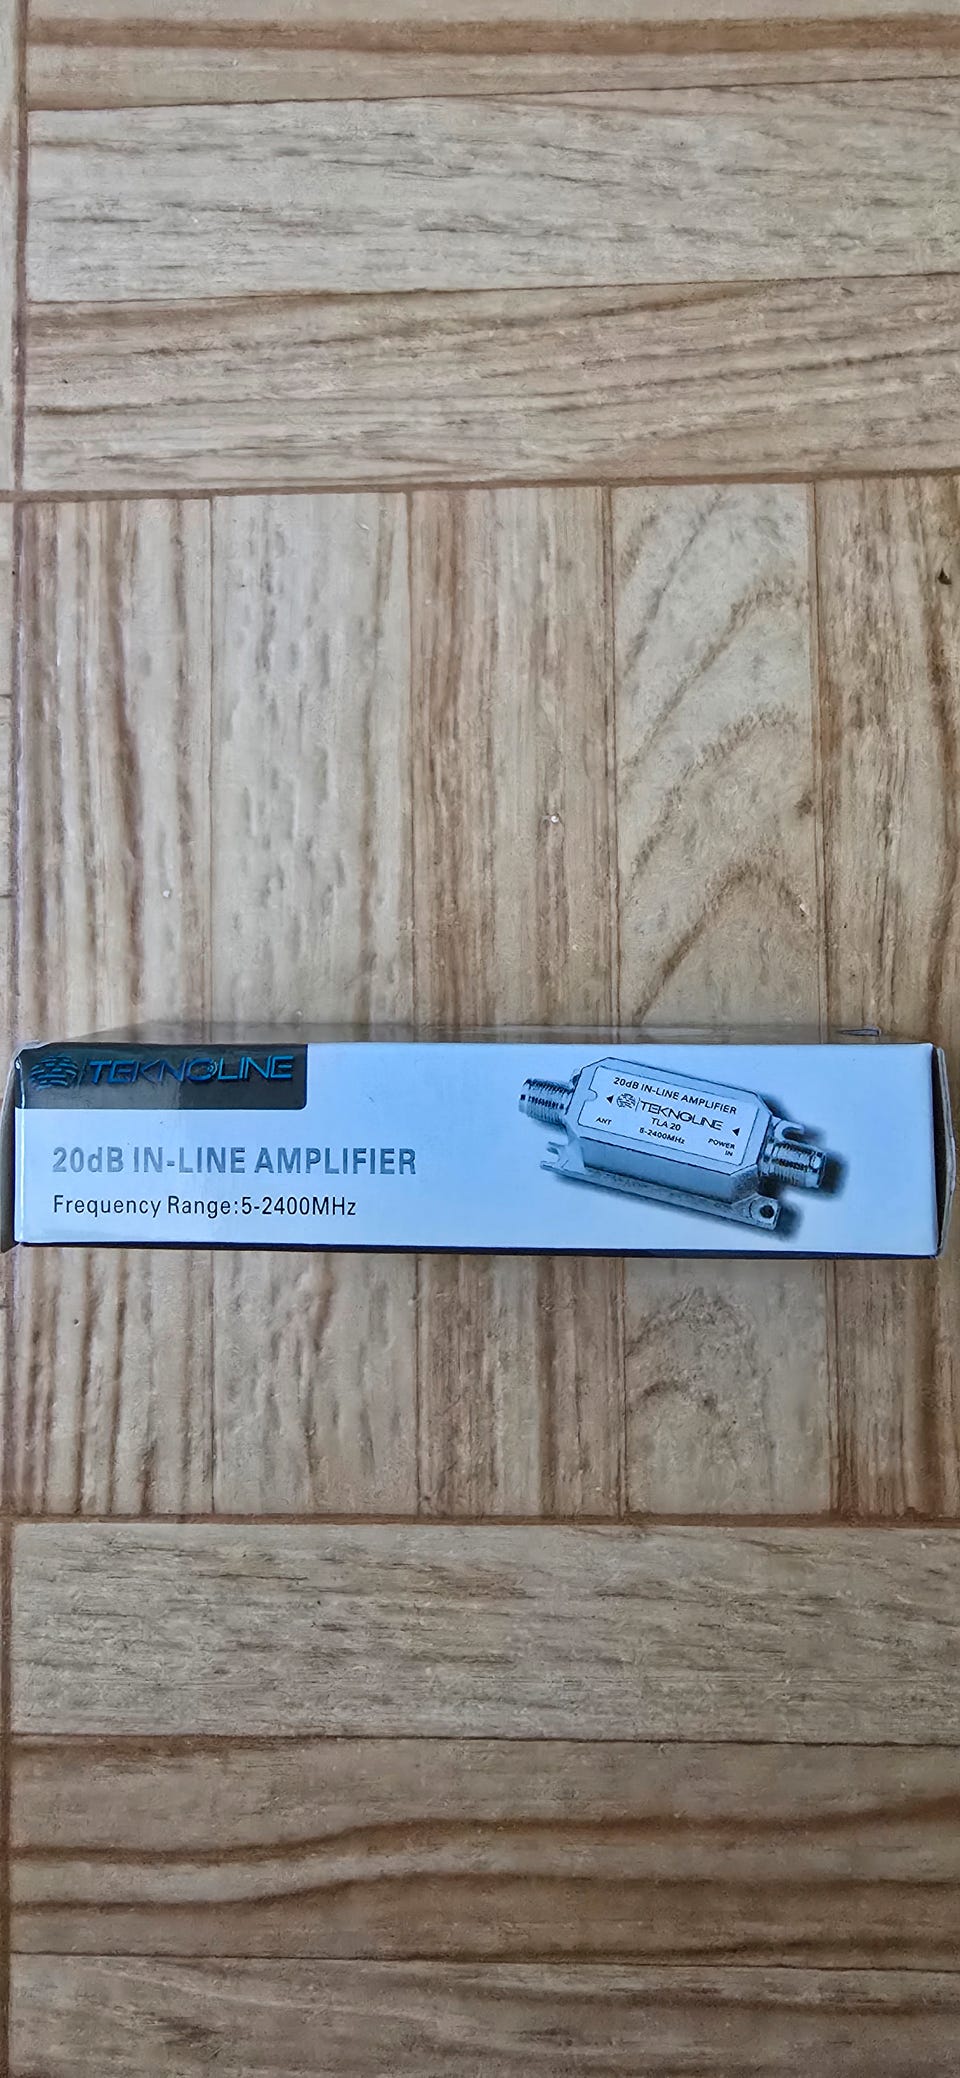 TEKNOLINE
20dB IN-LINE AMPLIFIER
Frequency Range:5-2400MHz
20dB IN-LINE AMPLIFIER
TEKNOLINE
TLA 20
5-2400MHz
ANT
POWER
IN